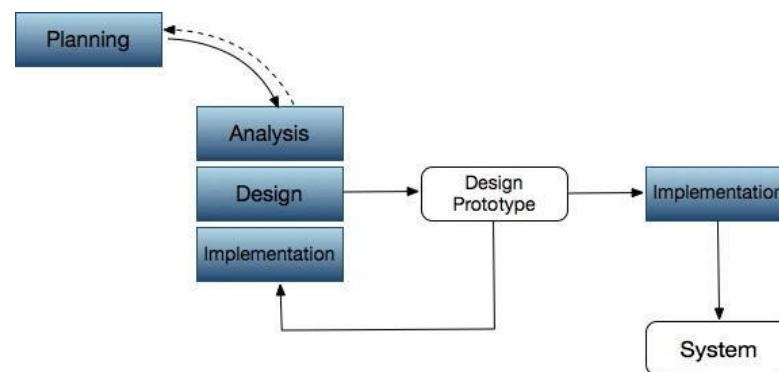 Planning
Analysis
Design
Implementation
Design
Prototype
Implementation
System